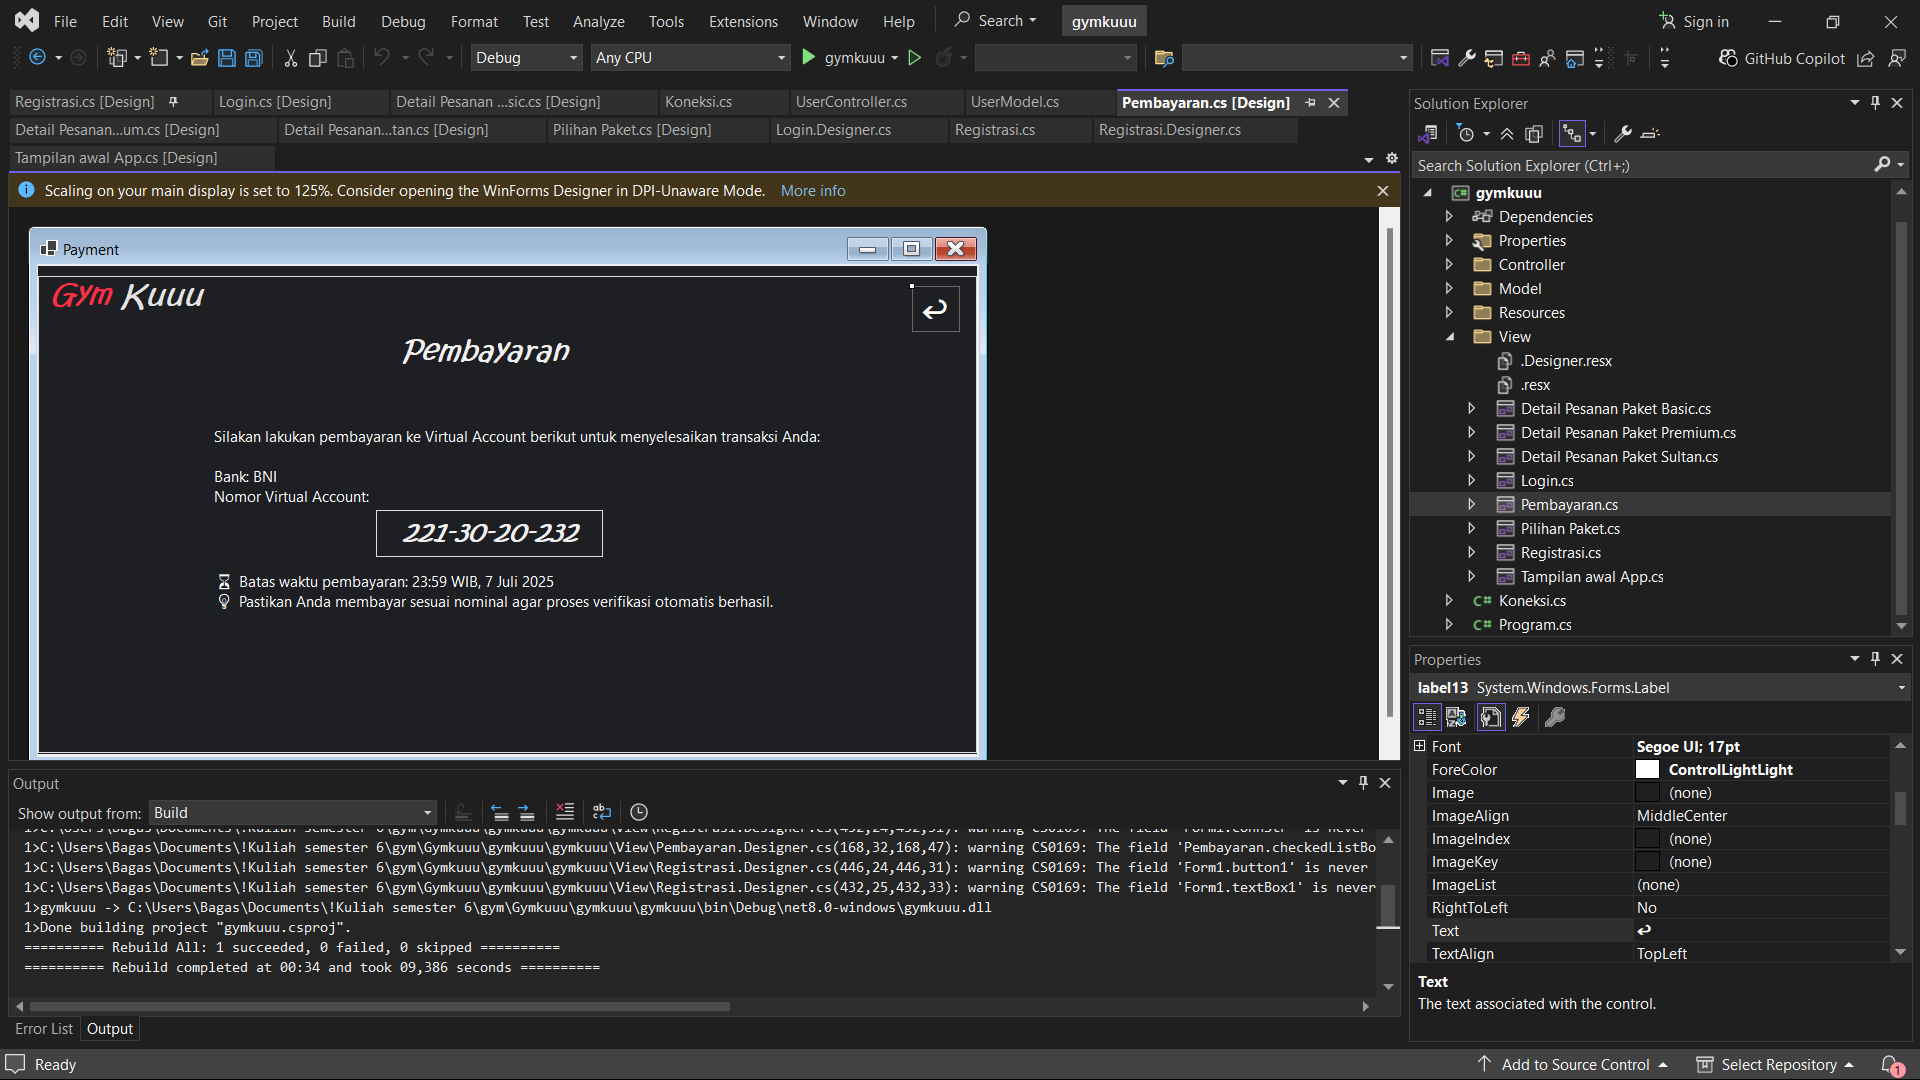 File Edit View Git Project Build Debug Format Test Analyze Tools Extensions Window Help Search gymkuuu Sign in
Debug Any CPU gymkuuu GitHub Copilot
Registrasi.cs [Design] Login.cs [Design] Detail Pesanan ...sic.cs [Design] Koneksi.cs UserController.cs UserModel.cs Pembayaran.cs [Design]
Detail Pesanan...um.cs [Design] Detail Pesanan...tan.cs [Design] Pilihan Paket.cs [Design] Login.Designer.cs Registrasi.cs Registrasi.Designer.cs
Tampilan awal App.cs [Design]
Scaling on your main display is set to 125%. Consider opening the WinForms Designer in DPI-Unaware Mode. More info
Payment
Gym Kuuu
↩
Pembayaran
Silakan lakukan pembayaran ke Virtual Account berikut untuk menyelesaikan transaksi Anda:
Bank: BNI
Nomor Virtual Account:
221-30-20-232
⏳ Batas waktu pembayaran: 23:59 WIB, 7 Juli 2025
💡 Pastikan Anda membayar sesuai nominal agar proses verifikasi otomatis berhasil.
Output
Show output from: Build
1>C:\Users\Bagas\Documents\!Kuliah semester 6\gym\Gymkuuu\gymkuuu\gymkuuu\View\Pembayaran.Designer.cs(168,32,168,47): warning CS0169: The field 'Pembayaran.checkedListBo
1>C:\Users\Bagas\Documents\!Kuliah semester 6\gym\Gymkuuu\gymkuuu\gymkuuu\View\Registrasi.Designer.cs(446,24,446,31): warning CS0169: The field 'Form1.button1' is never
1>C:\Users\Bagas\Documents\!Kuliah semester 6\gym\Gymkuuu\gymkuuu\gymkuuu\View\Registrasi.Designer.cs(432,25,432,33): warning CS0169: The field 'Form1.textBox1' is never
1>gymkuuu -> C:\Users\Bagas\Documents\!Kuliah semester 6\gym\Gymkuuu\gymkuuu\gymkuuu\bin\Debug\net8.0-windows\gymkuuu.dll
1>Done building project "gymkuuu.csproj".
========== Rebuild All: 1 succeeded, 0 failed, 0 skipped ==========
========== Rebuild completed at 00:34 and took 09,386 seconds ==========
Error List Output
Solution Explorer
Search Solution Explorer (Ctrl+;)
C# gymkuuu
Dependencies
Properties
Controller
Model
Resources
View
.Designer.resx
.resx
Detail Pesanan Paket Basic.cs
Detail Pesanan Paket Premium.cs
Detail Pesanan Paket Sultan.cs
Login.cs
Pembayaran.cs
Pilihan Paket.cs
Registrasi.cs
Tampilan awal App.cs
C# Koneksi.cs
C# Program.cs
Properties
label13 System.Windows.Forms.Label
Font Segoe UI; 17pt
ForeColor ControlLightLight
Image (none)
ImageAlign MiddleCenter
ImageIndex (none)
ImageKey (none)
ImageList (none)
RightToLeft No
Text ↩
TextAlign TopLeft
Text
The text associated with the control.
Ready Add to Source Control Select Repository 1